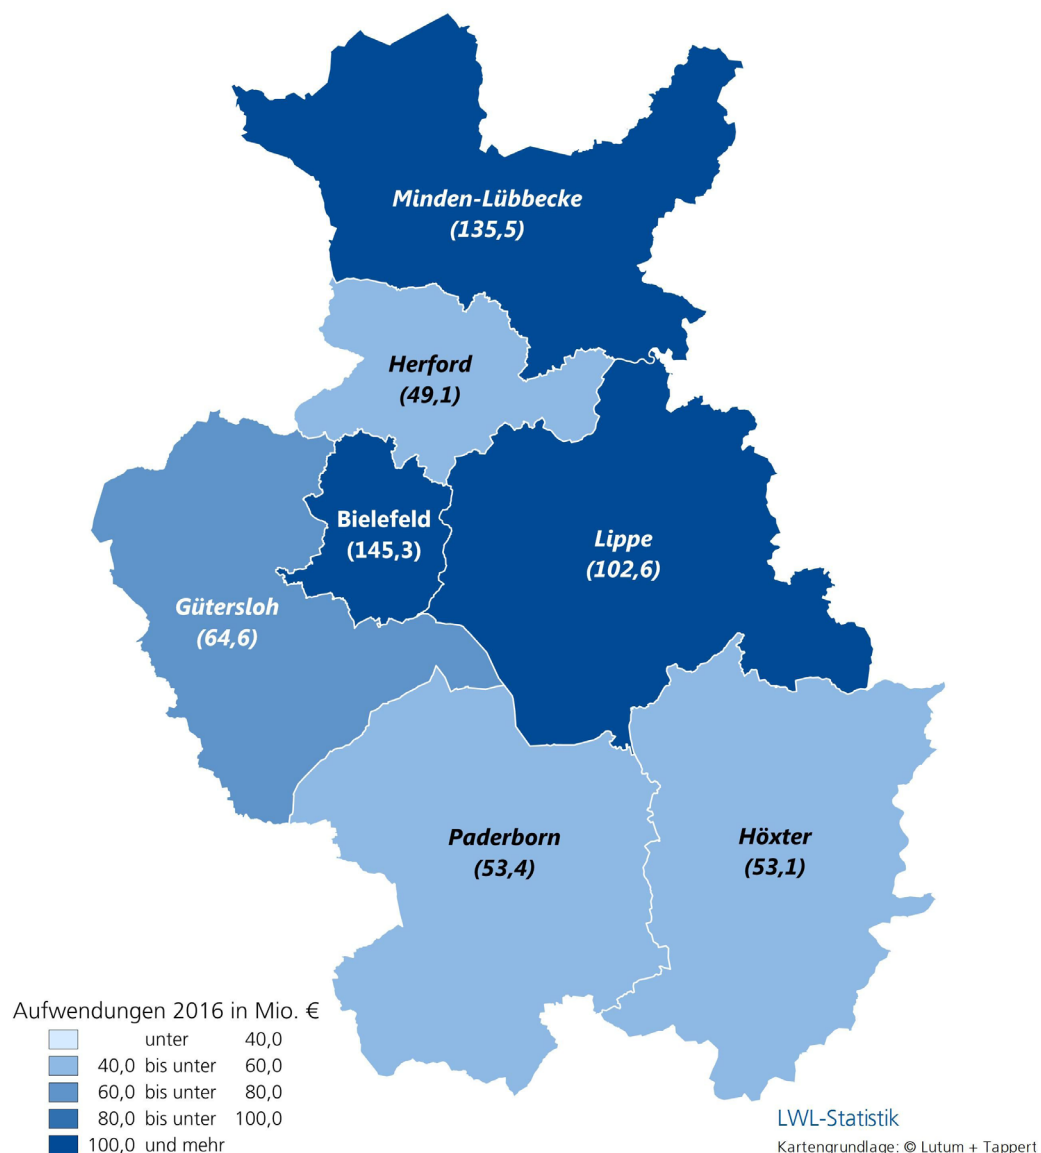 Minden-Lübbecke
(135,5)
Herford
(49,1)
Bielefeld
(145,3)
Lippe
(102,6)
Gütersloh
(64,6)
Paderborn
(53,4)
Höxter
(53,1)
Aufwendungen 2016 in Mio. €
unter 40,0
40,0 bis unter 60,0
60,0 bis unter 80,0
80,0 bis unter 100,0
100,0 und mehr
LWL-Statistik
Kartengrundlage: © Lutum + Tappert